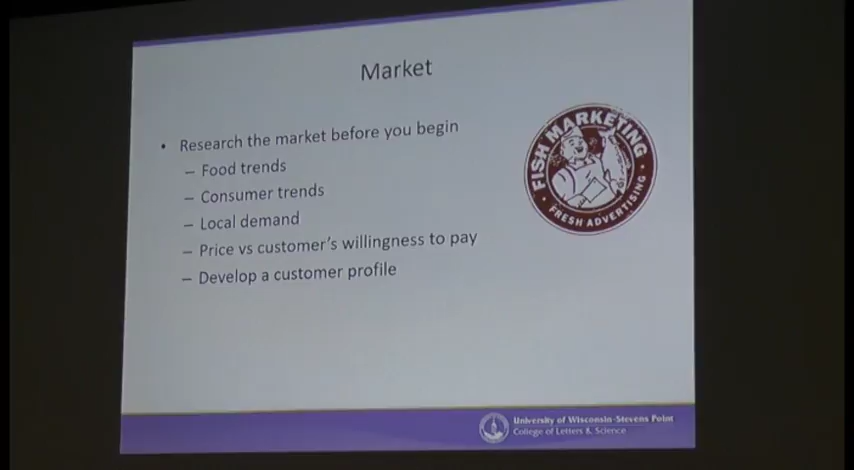 Market
• Research the market before you begin
– Food trends
– Consumer trends
– Local demand
– Price vs customer's willingness to pay
– Develop a customer profile
FISH MARKETING
• FRESH ADVERTISING •
University of Wisconsin-Stevens Point
College of Letters & Science